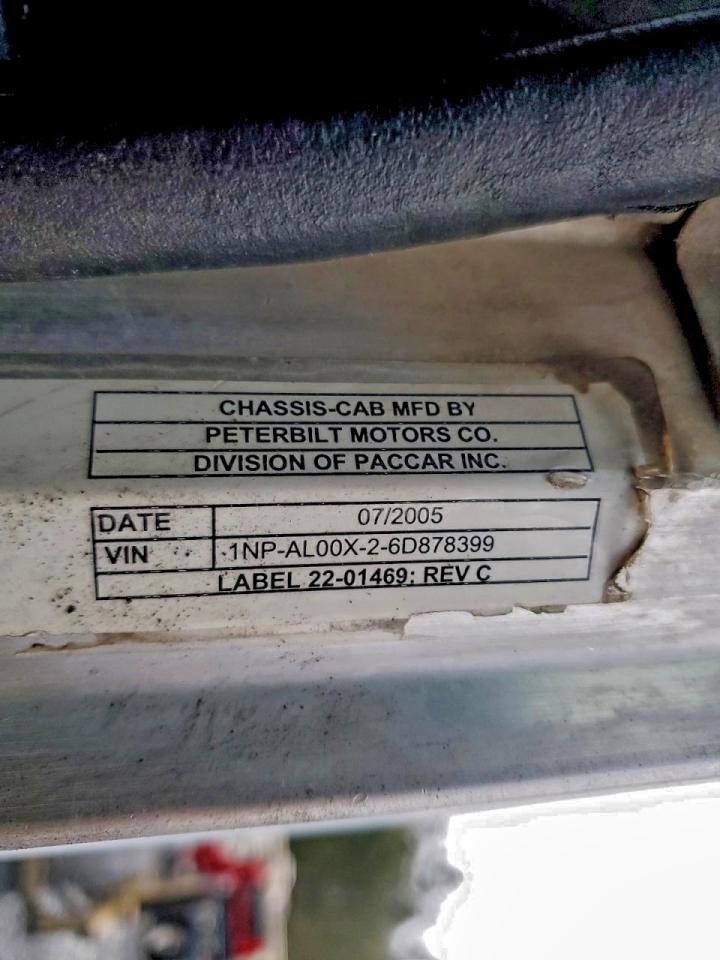 CHASSIS-CAB MFD BY
PETERBILT MOTORS CO.
DIVISION OF PACCAR INC.
DATE 07/2005
VIN 1NP-AL00X-2-6D878399
LABEL 22-01469: REV C